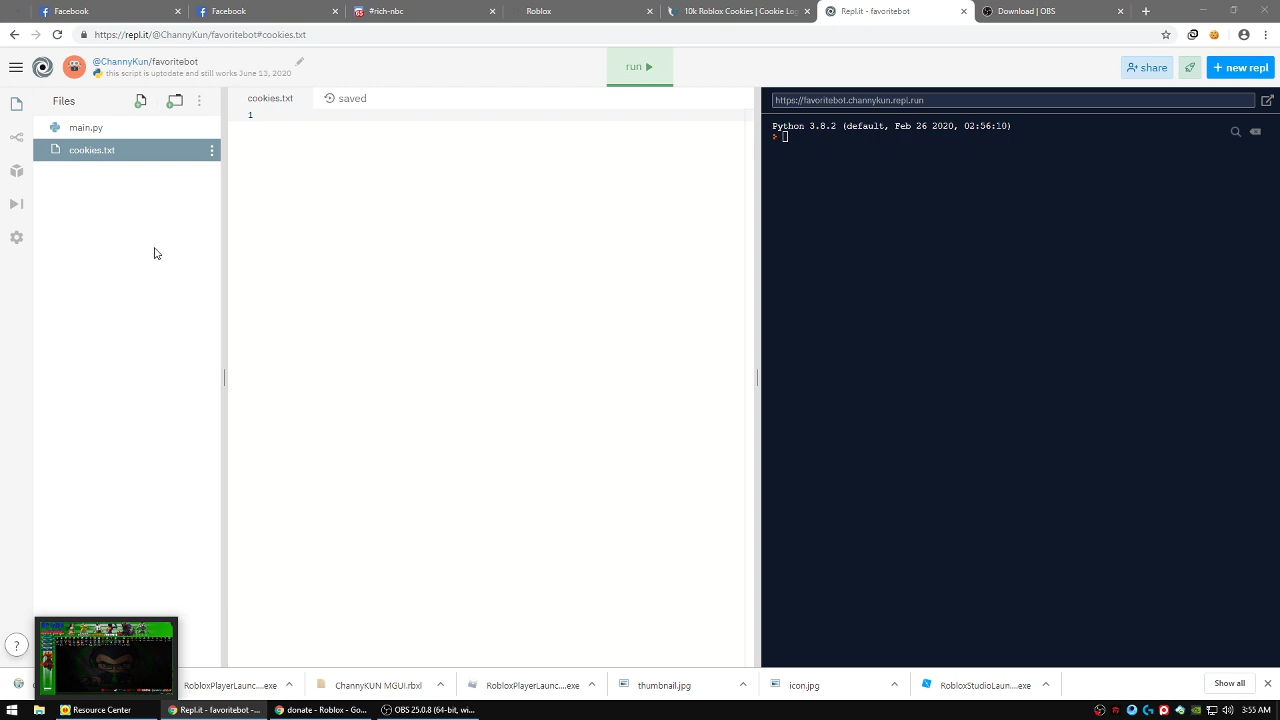 Facebook
Facebook
#rich-nbc
Roblox
10k Roblox Cookies | Cookie Log
Repl.it - favoritebot
Download | OBS
https://repl.it/@ChannyKun/favoritebot#cookies.txt
@ChannyKun/favoritebot
this script is uptodate and still works June 13, 2020
run
share
+ new repl
Files
cookies.txt
saved
https://favoritebot.channykun.repl.run
main.py
1
Python 3.8.2 (default, Feb 26 2020, 02:56:10)
cookies.txt
?
RobloxPlayerLaunc...exe
ChannyKUN MGUI.rbxl
RobloxPlayerLauncher.exe
thumbnail.jpg
icon.jpg
RobloxStudioLaun...exe
Show all
Resource Center
Repl.it - favoritebot -...
donate - Roblox - Go...
OBS 25.0.8 (64-bit, wi...
3:55 AM